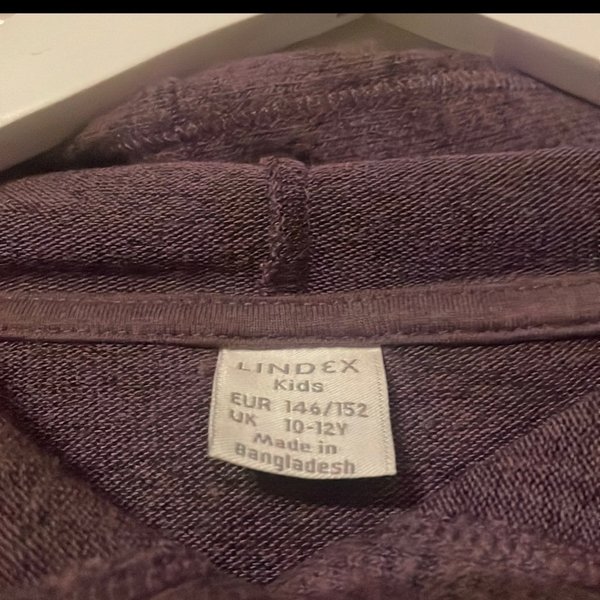 LINDEX
Kids
EUR 146/152
UK 10-12Y
Made in
Bangladesh